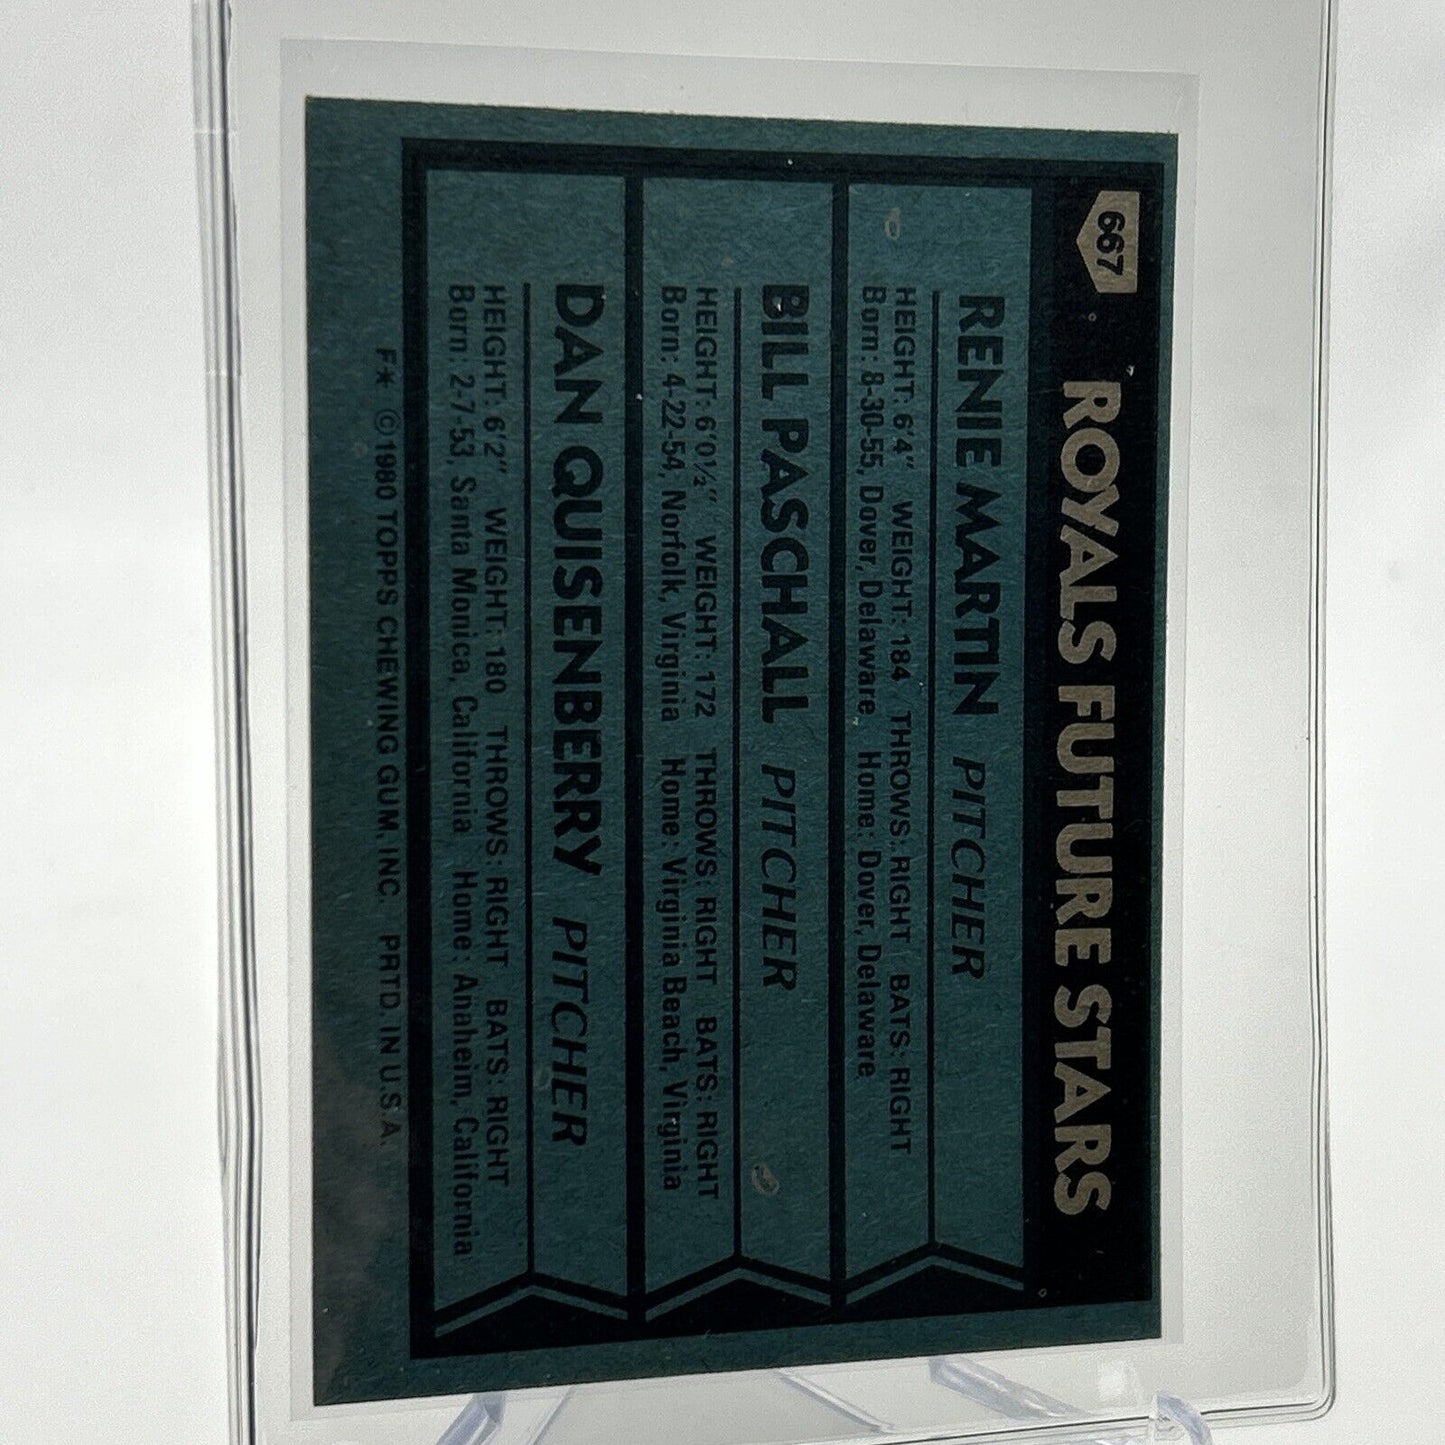 667 ROYALS FUTURE STARS
RENIE MARTIN PITCHER
HEIGHT: 6'4" WEIGHT: 184 THROWS: RIGHT BATS: RIGHT
Born: 8-30-55, Dover, Delaware Home: Dover, Delaware
BILL PASCHALL PITCHER
HEIGHT: 6'0½" WEIGHT: 172 THROWS: RIGHT BATS: RIGHT
Born: 4-22-54, Norfolk, Virginia Home: Virginia Beach, Virginia
DAN QUISENBERRY PITCHER
HEIGHT: 6'2" WEIGHT: 180 THROWS: RIGHT BATS: RIGHT
Born: 2-7-53, Santa Monica, California Home: Anaheim, California
F★ ©1980 TOPPS CHEWING GUM, INC. PRTD. IN U.S.A.